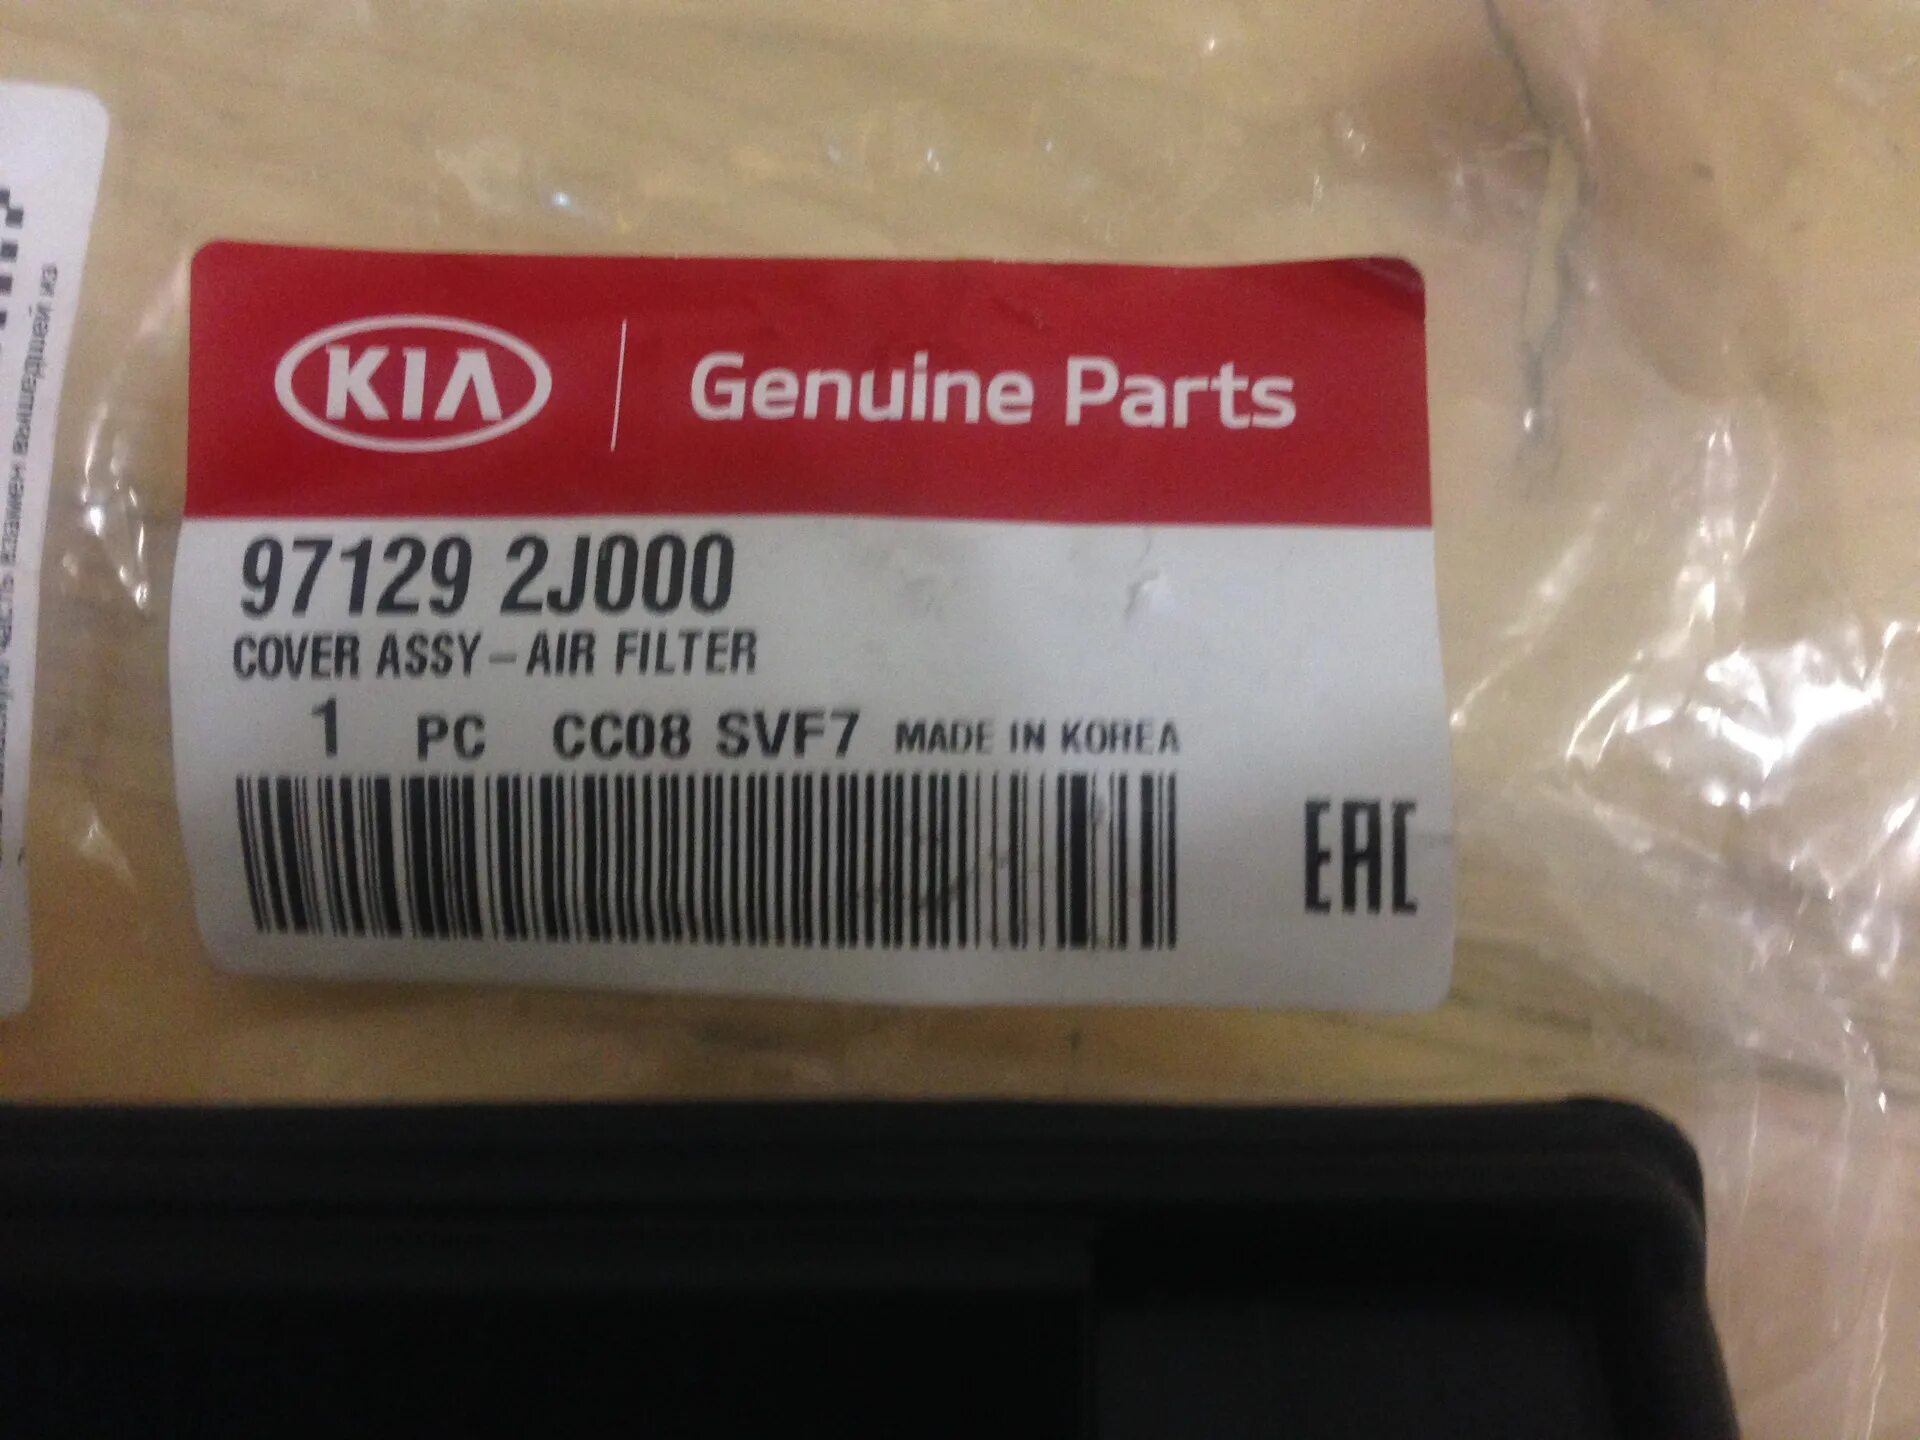 KIA Genuine Parts
97129 2J000
COVER ASSY-AIR FILTER
1 PC CC08 SVF7 MADE IN KOREA
EAC